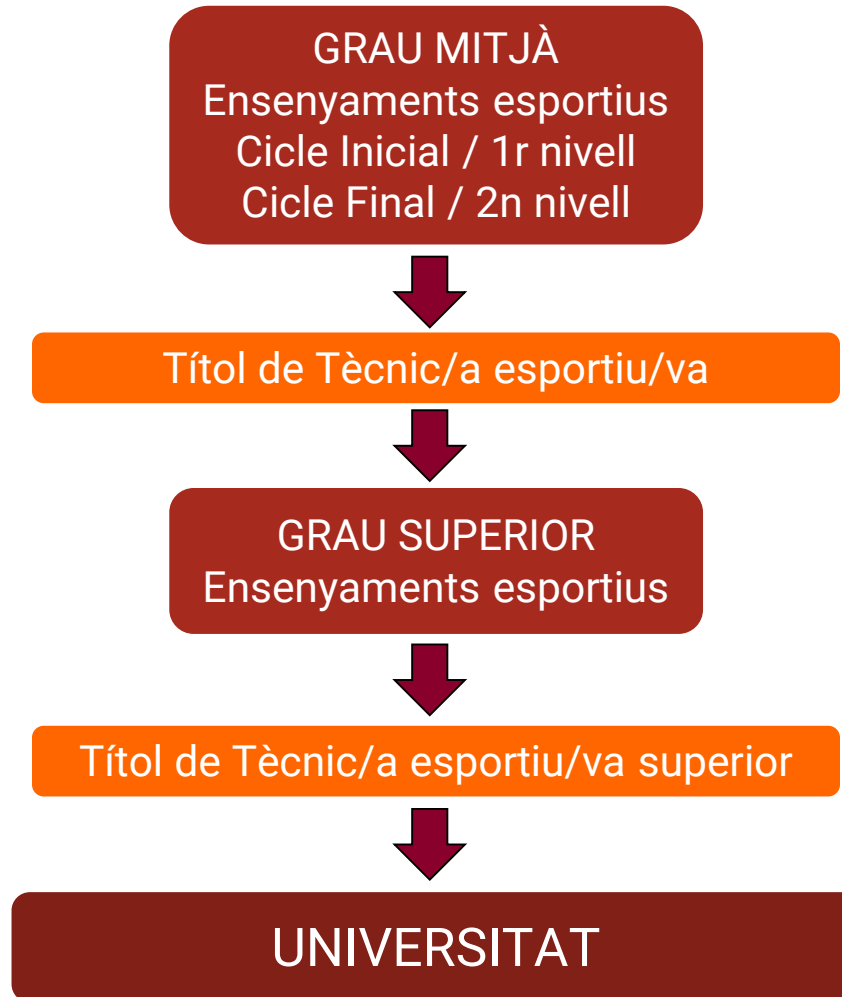 GRAU MITJÀ
Ensenyaments esportius
Cicle Inicial / 1r nivell
Cicle Final / 2n nivell
Títol de Tècnic/a esportiu/va
GRAU SUPERIOR
Ensenyaments esportius
Títol de Tècnic/a esportiu/va superior
UNIVERSITAT